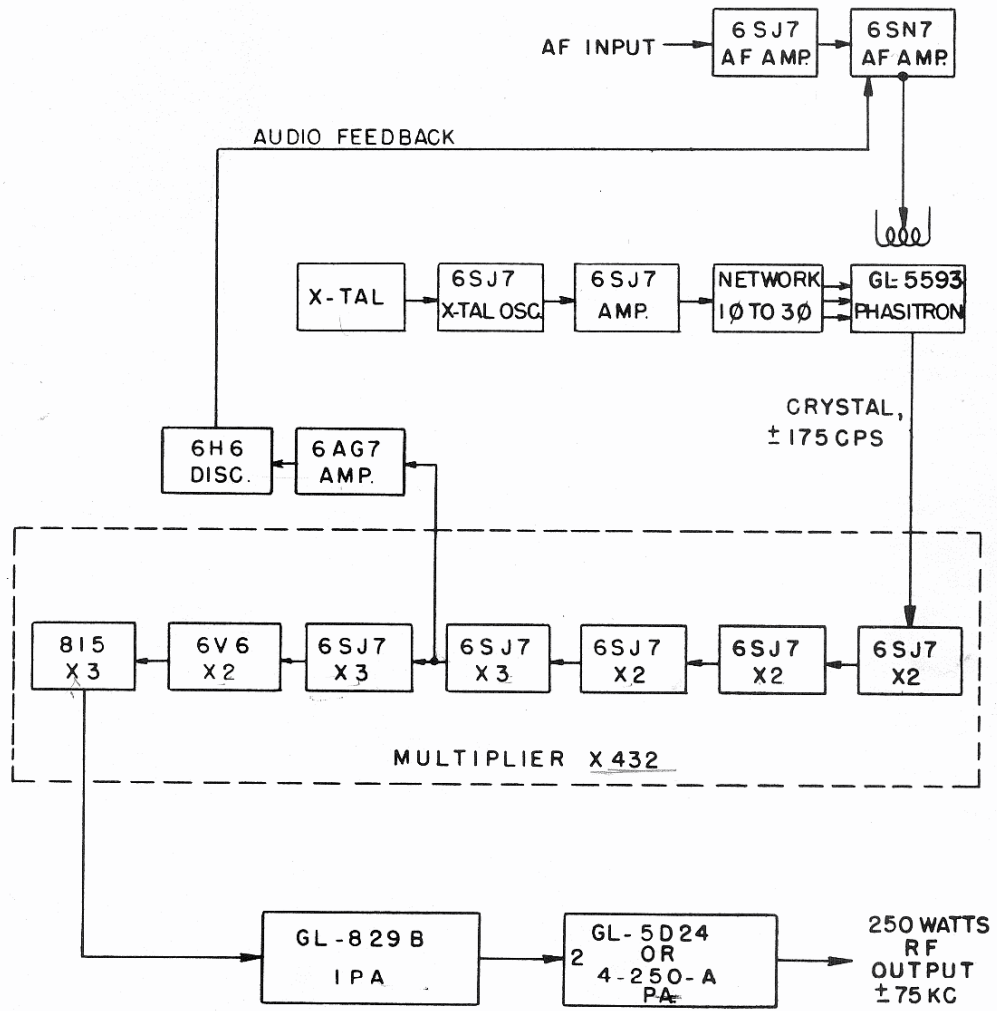 AF INPUT
6SJ7
AF AMP.
6SN7
AF AMP.
AUDIO FEEDBACK
X-TAL
6SJ7
X-TAL OSC.
6SJ7
AMP.
NETWORK
1Ø TO 3Ø
GL-5593
PHASITRON
CRYSTAL,
±175 CPS
6H6
DISC.
6AG7
AMP.
815
X3
6V6
X2
6SJ7
X3
6SJ7
X3
6SJ7
X2
6SJ7
X2
6SJ7
X2
MULTIPLIER X 432
GL-829B
IPA
2
GL-5D24
OR
4-250-A
PA
250 WATTS
RF
OUTPUT
±75 KC